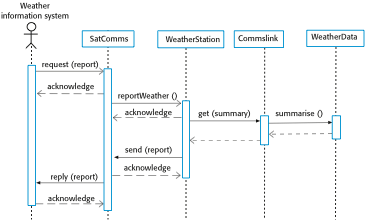 Weather
information system
SatComms
WeatherStation
Commslink
WeatherData
request (report)
acknowledge
reportWeather ()
acknowledge
get (summary)
summarise ()
send (report)
reply (report)
acknowledge
acknowledge